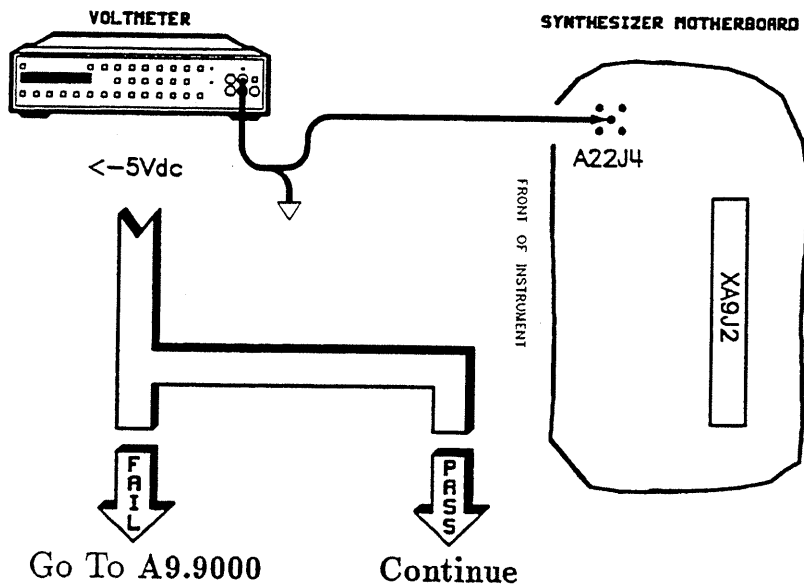 VOLTMETER
SYNTHESIZER MOTHERBOARD
<-5Vdc
A22J4
FRONT OF INSTRUMENT
XA9J2
FAIL
PASS
Go To A9.9000
Continue